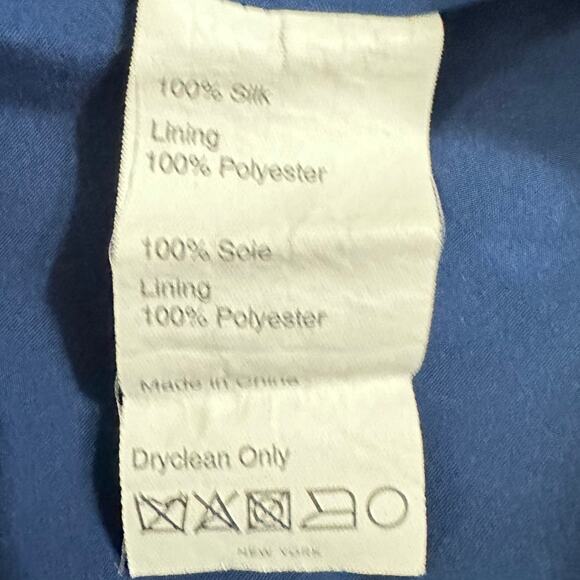 100% Silk
Lining
100% Polyester
100% Soie
Lining
100% Polyester
Made in China
Dryclean Only
NEW YORK